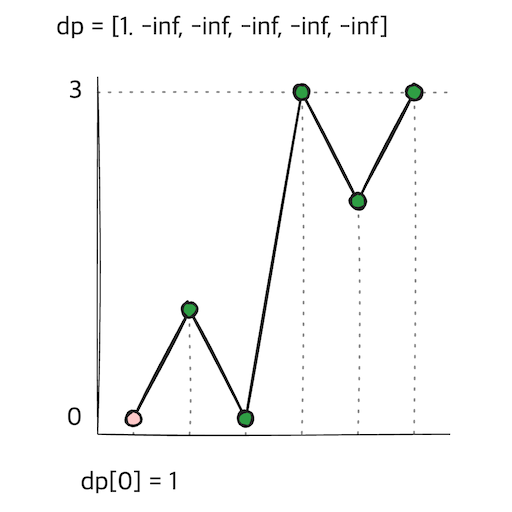 dp = [1. -inf, -inf, -inf, -inf, -inf]
3
0
dp[0] = 1